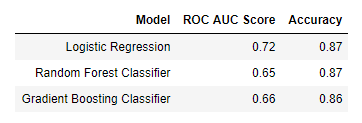 Model ROC AUC Score Accuracy
Logistic Regression 0.72 0.87
Random Forest Classifier 0.65 0.87
Gradient Boosting Classifier 0.66 0.86